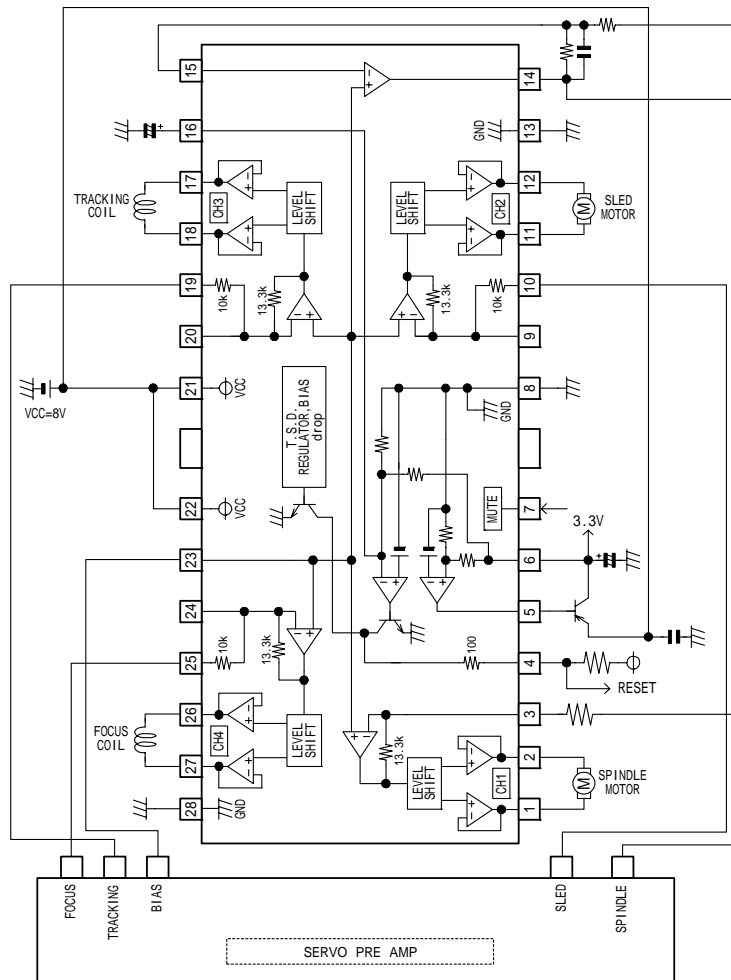 15
14
16
GND
13
17
CH3
LEVEL
SHIFT
LEVEL
SHIFT
CH2
12
TRACKING
COIL
M
SLED
MOTOR
18
11
19
10k
13.3k
13.3k
10k
10
20
9
21
VCC
8
GND
VCC=8V
T.S.D.
REGULATOR,BIAS
drop
22
VCC
MUTE
7
3.3V
23
6
24
5
25
10k
13.3k
100
4
RESET
26
CH4
LEVEL
SHIFT
3
FOCUS
COIL
13.3k
27
LEVEL
SHIFT
CH1
2
M
SPINDLE
MOTOR
28
GND
1
FOCUS
TRACKING
BIAS
SLED
SPINDLE
SERVO PRE AMP